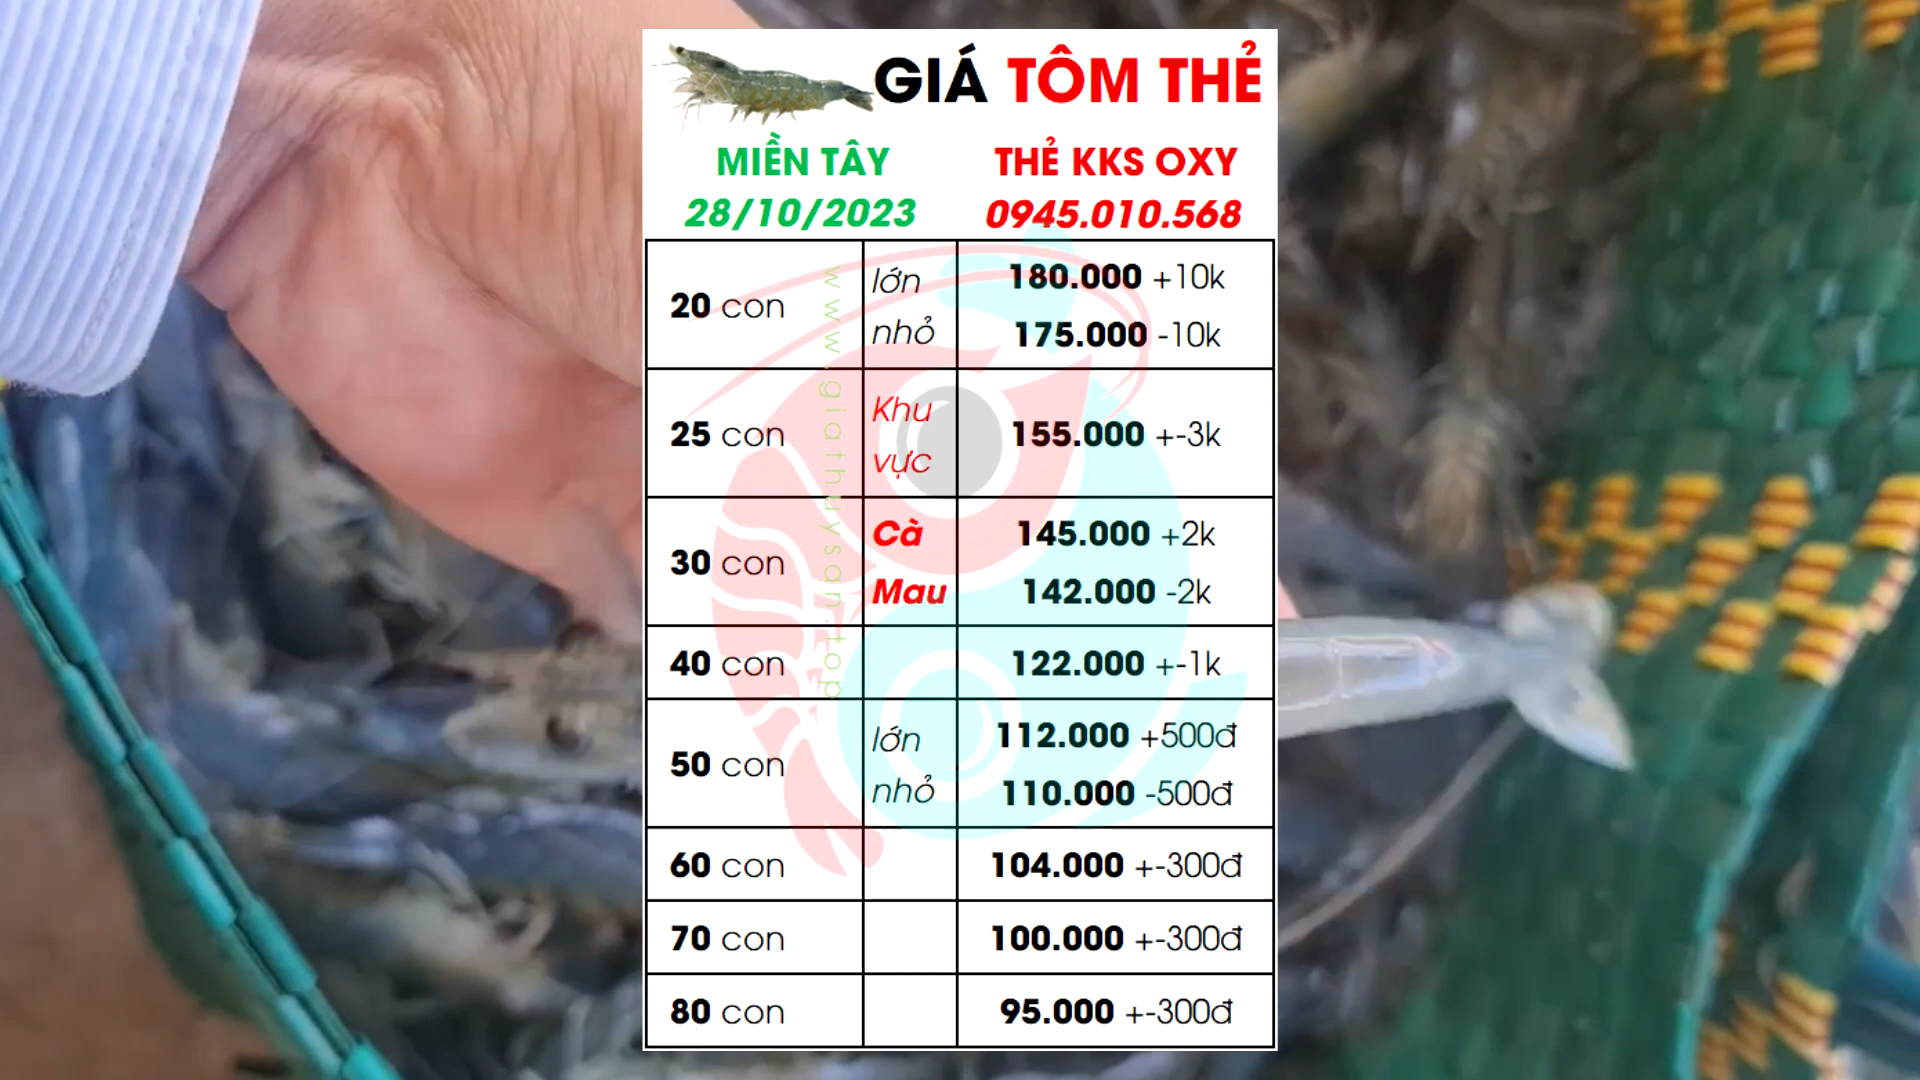 GIÁ TÔM THẺ
MIỀN TÂY
THẺ KKS OXY
28/10/2023
0945.010.568
20 con
lớn
180.000 +10k
nhỏ
175.000 -10k
25 con
Khu
vực
155.000 +-3k
30 con
Cà
145.000 +2k
Mau
142.000 -2k
40 con
122.000 +-1k
50 con
lớn
112.000 +500đ
nhỏ
110.000 -500đ
60 con
104.000 +-300đ
70 con
100.000 +-300đ
80 con
95.000 +-300đ
www.giathuysan.top